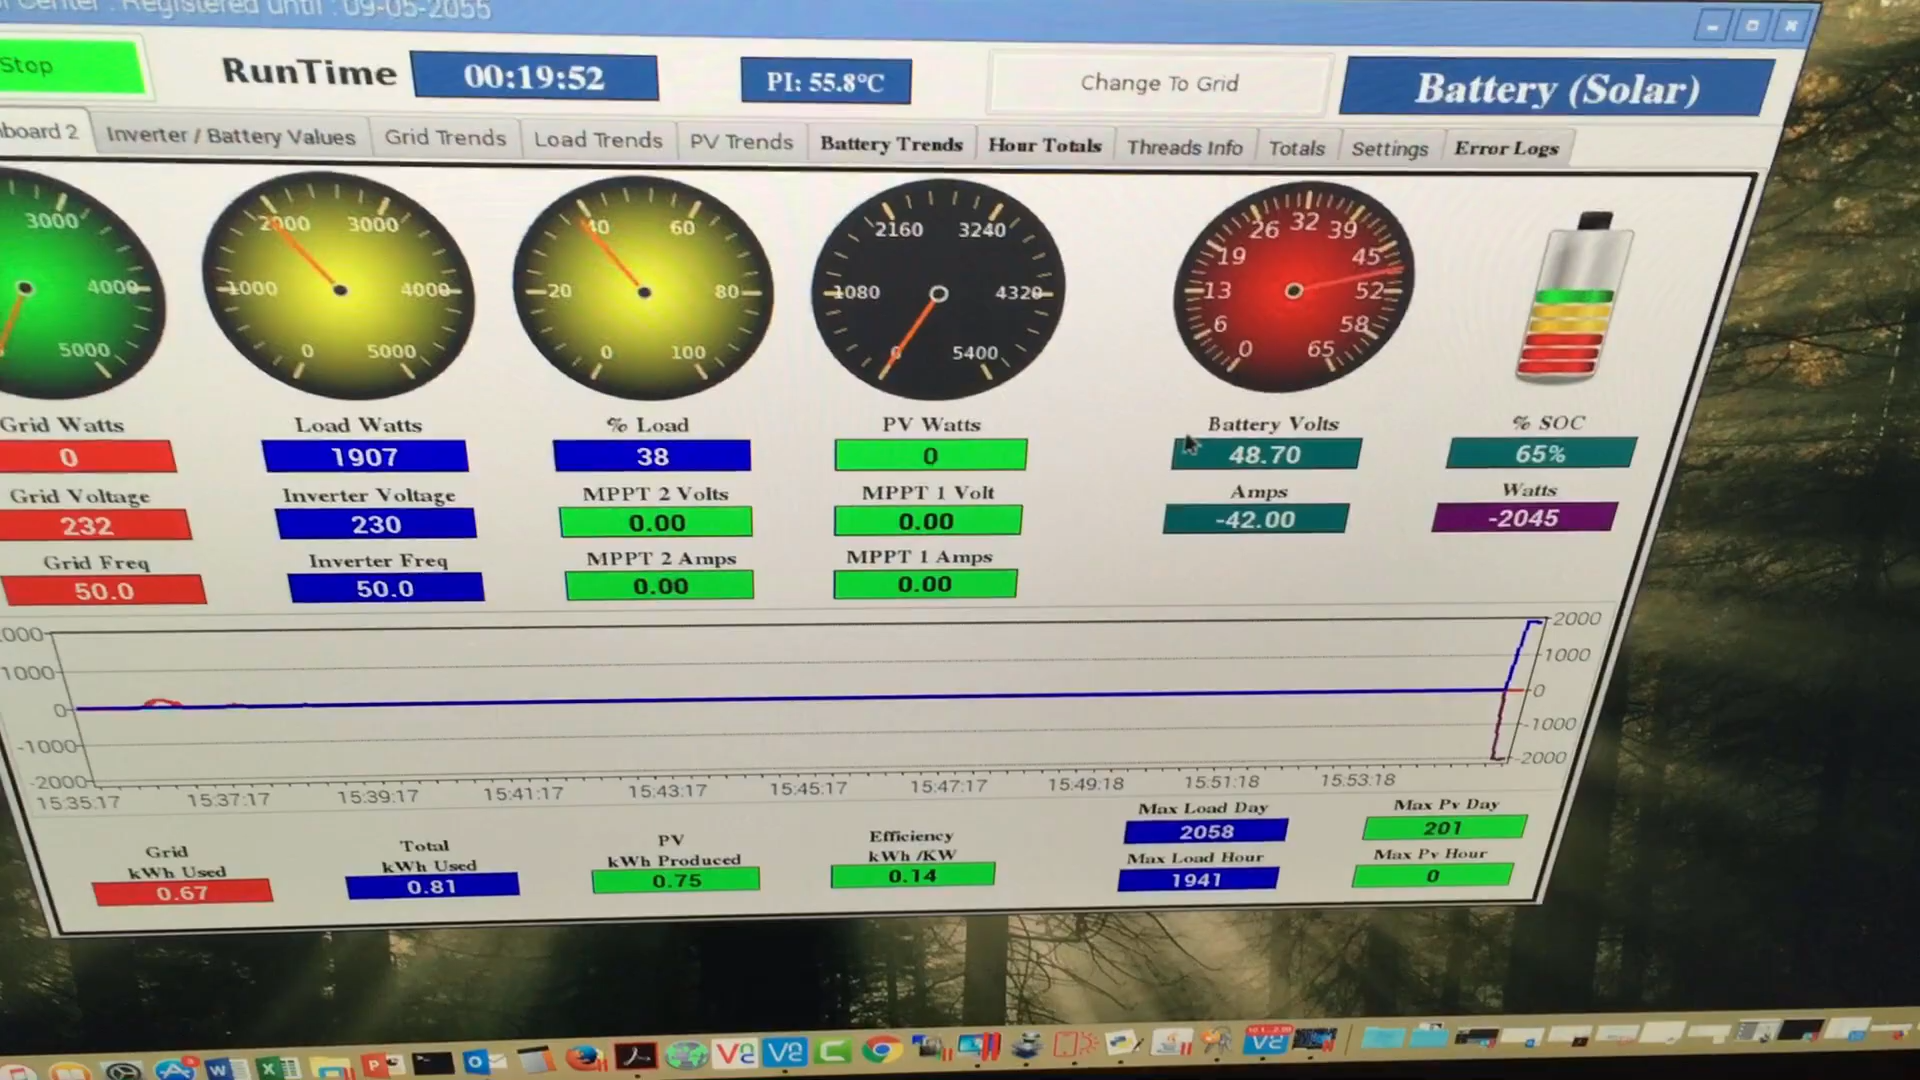 Center : Registered until : 09-05-2055
Stop
RunTime
00:19:52
PI: 55.8°C
Change To Grid
Battery (Solar)
board 2
Inverter / Battery Values
Grid Trends
Load Trends
PV Trends
Battery Trends
Hour Totals
Threads Info
Totals
Settings
Error Logs
3000
4000
5000
0
1000
2000
3000
4000
5000
0
20
40
60
80
100
0
1080
2160
3240
4320
5400
0
6
13
19
26
32
39
45
52
58
65
Grid Watts
0
Load Watts
1907
% Load
38
PV Watts
0
Battery Volts
48.70
% SOC
65%
Grid Voltage
232
Inverter Voltage
230
MPPT 2 Volts
0.00
MPPT 1 Volt
0.00
Amps
-42.00
Watts
-2045
Grid Freq
50.0
Inverter Freq
50.0
MPPT 2 Amps
0.00
MPPT 1 Amps
0.00
000
1000
0
-1000
-2000
2000
1000
0
-1000
-2000
15:35:17
15:37:17
15:39:17
15:41:17
15:43:17
15:45:17
15:47:17
15:49:18
15:51:18
15:53:18
Grid
kWh Used
0.67
Total
kWh Used
0.81
PV
kWh Produced
0.75
Efficiency
kWh /KW
0.14
Max Load Day
2058
Max Load Hour
1941
Max Pv Day
201
Max Pv Hour
0